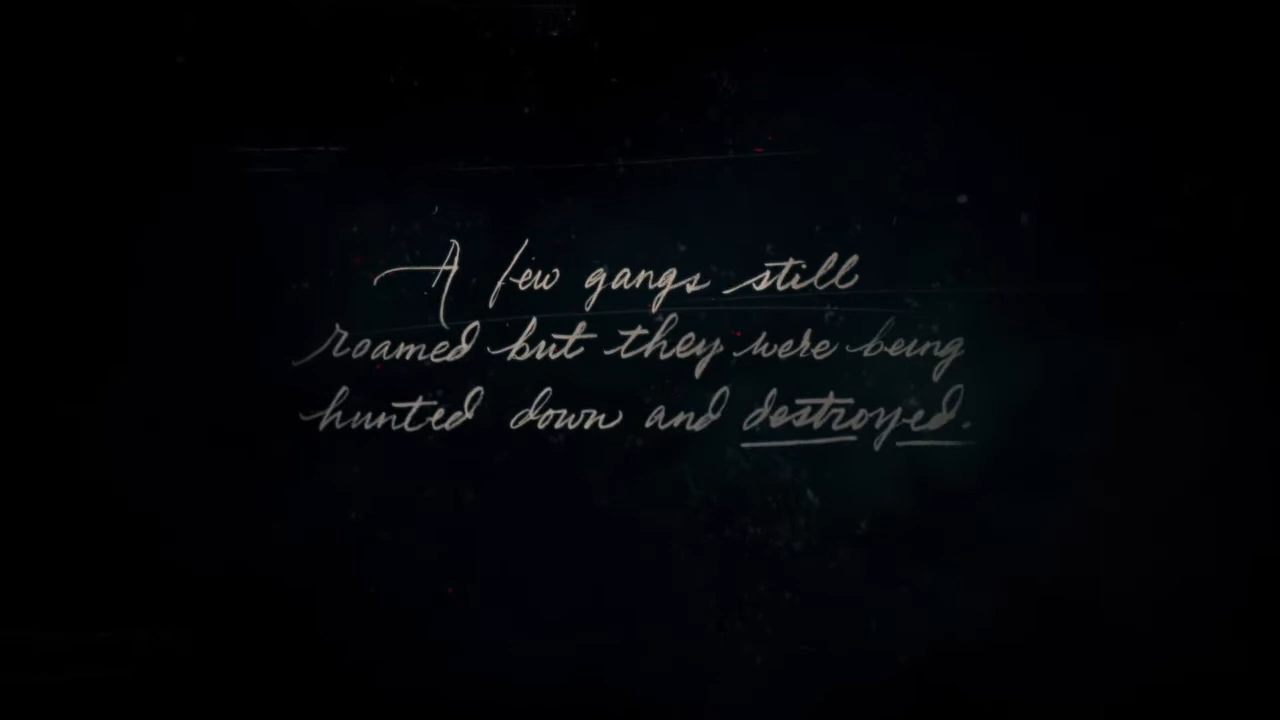 A few gangs still
roamed but they were being
hunted down and destroyed.